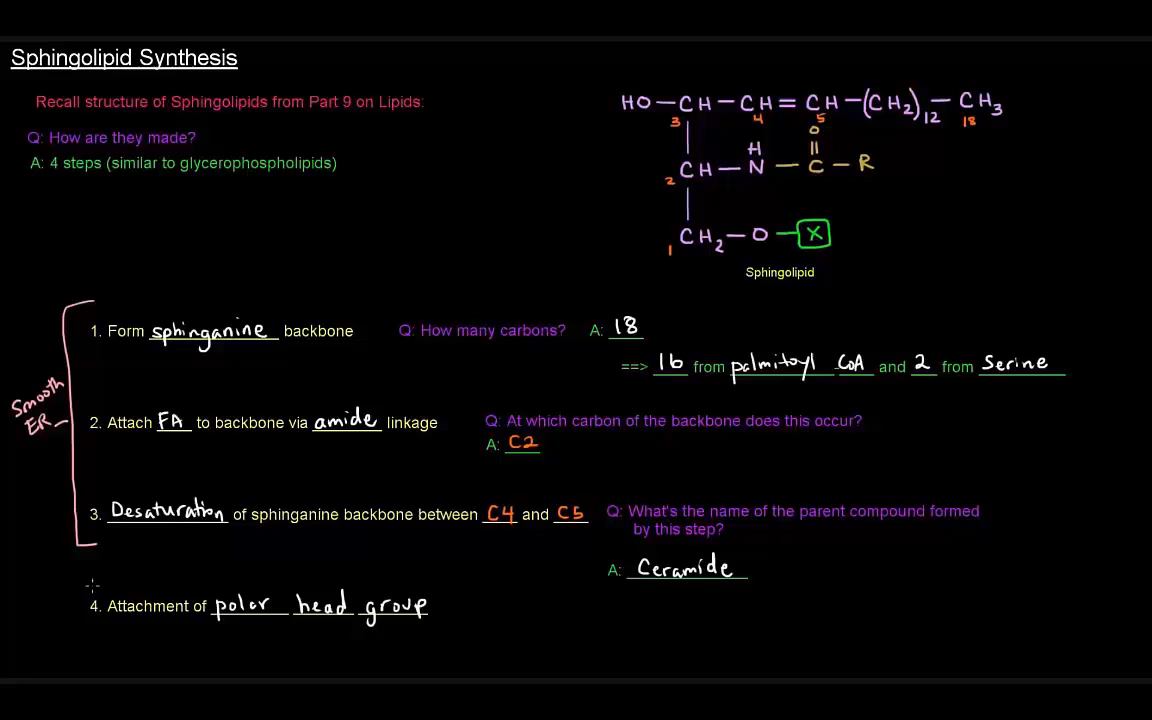 Sphingolipid Synthesis
Recall structure of Sphingolipids from Part 9 on Lipids:
Q: How are they made?
A: 4 steps (similar to glycerophospholipids)
HO-CH-CH=CH-(CH2)12-CH3
3 4 5 18
O
H
2 CH-N-C-R
1 CH2-O-X
Sphingolipid
1. Form sphinganine backbone Q: How many carbons? A: 18
==> 16 from palmitoyl CoA and 2 from Serine
Smooth
ER
2. Attach FA to backbone via amide linkage Q: At which carbon of the backbone does this occur?
A: C2
3. Desaturation of sphinganine backbone between C4 and C5 Q: What's the name of the parent compound formed
by this step?
A: Ceramide
4. Attachment of polar head group